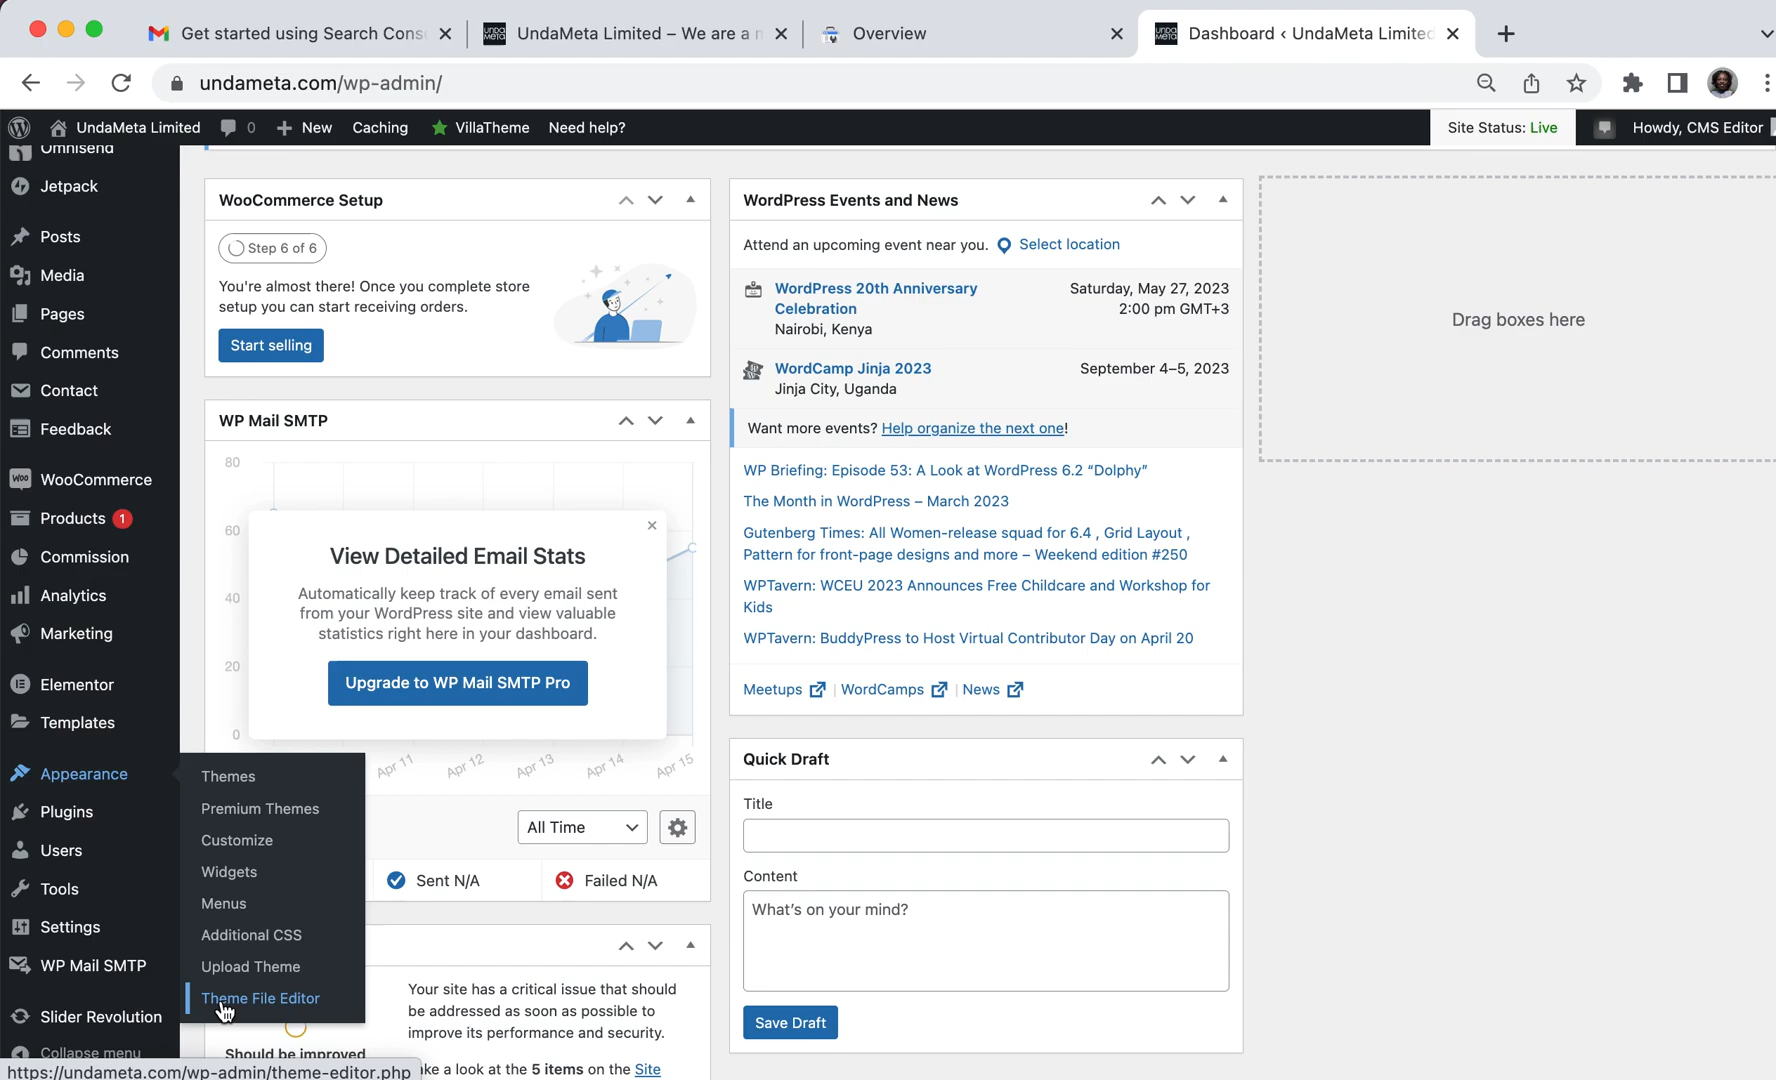 Get started using Search Cons
UndaMeta Limited – We are a
Overview
Dashboard ‹ UndaMeta Limited
undameta.com/wp-admin/
UndaMeta Limited
0
New
Caching
VillaTheme
Need help?
Site Status: Live
Howdy, CMS Editor
Omnisend
Jetpack
Posts
Media
Pages
Comments
Contact
Feedback
WooCommerce
Products 1
Commission
Analytics
Marketing
Elementor
Templates
Appearance
Plugins
Users
Tools
Settings
WP Mail SMTP
Slider Revolution
Collapse menu
Themes
Premium Themes
Customize
Widgets
Menus
Additional CSS
Upload Theme
Theme File Editor
WooCommerce Setup
Step 6 of 6
You're almost there! Once you complete store
setup you can start receiving orders.
Start selling
WP Mail SMTP
80
60
40
20
0
View Detailed Email Stats
Automatically keep track of every email sent
from your WordPress site and view valuable
statistics right here in your dashboard.
Upgrade to WP Mail SMTP Pro
Apr 11
Apr 12
Apr 13
Apr 14
Apr 15
All Time
Sent N/A
Failed N/A
Your site has a critical issue that should
be addressed as soon as possible to
improve its performance and security.
Should be improved
ake a look at the 5 items on the Site
WordPress Events and News
Attend an upcoming event near you. Select location
WordPress 20th Anniversary
Celebration
Nairobi, Kenya
Saturday, May 27, 2023
2:00 pm GMT+3
WordCamp Jinja 2023
Jinja City, Uganda
September 4–5, 2023
Want more events? Help organize the next one!
WP Briefing: Episode 53: A Look at WordPress 6.2 “Dolphy”
The Month in WordPress – March 2023
Gutenberg Times: All Women-release squad for 6.4 , Grid Layout ,
Pattern for front-page designs and more – Weekend edition #250
WPTavern: WCEU 2023 Announces Free Childcare and Workshop for
Kids
WPTavern: BuddyPress to Host Virtual Contributor Day on April 20
Meetups | WordCamps | News
Quick Draft
Title
Content
What’s on your mind?
Save Draft
Drag boxes here
https://undameta.com/wp-admin/theme-editor.php